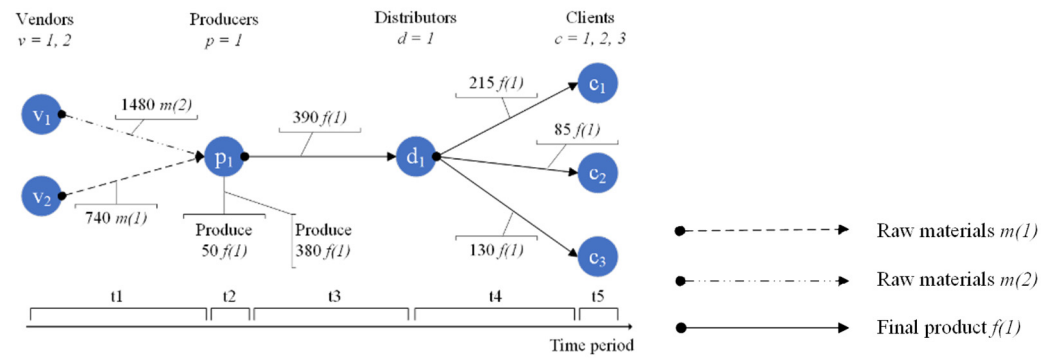 Vendors
v = 1, 2
Producers
p = 1
Distributors
d = 1
Clients
c = 1, 2, 3
v1
1480 m(2)
v2
740 m(1)
p1
390 f(1)
Produce
50 f(1)
Produce
380 f(1)
d1
215 f(1)
85 f(1)
130 f(1)
c1
c2
c3
t1
t2
t3
t4
t5
Time period
Raw materials m(1)
Raw materials m(2)
Final product f(1)